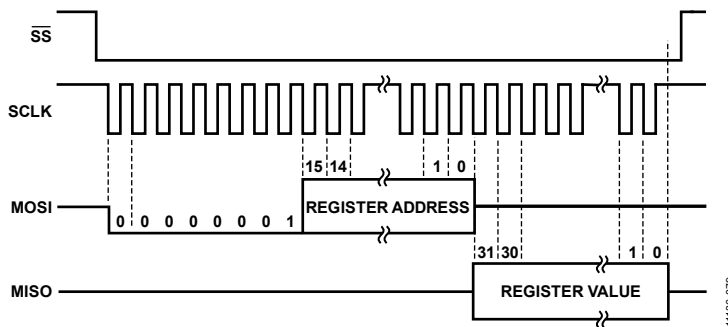 SS
SCLK
15 14 1 0
MOSI 0 0 0 0 0 0 0 1 REGISTER ADDRESS
31 30 1 0
MISO REGISTER VALUE